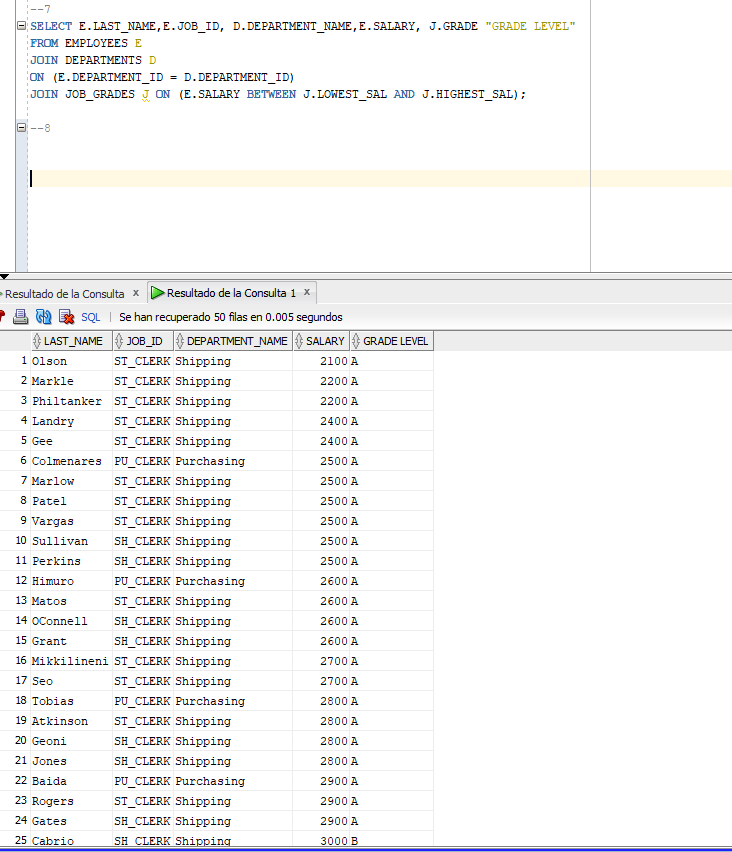 --7
SELECT E.LAST_NAME,E.JOB_ID, D.DEPARTMENT_NAME,E.SALARY, J.GRADE "GRADE LEVEL"
FROM EMPLOYEES E
JOIN DEPARTMENTS D
ON (E.DEPARTMENT_ID = D.DEPARTMENT_ID)
JOIN JOB_GRADES J ON (E.SALARY BETWEEN J.LOWEST_SAL AND J.HIGHEST_SAL);
--8
Resultado de la Consulta x Resultado de la Consulta 1 x
SQL | Se han recuperado 50 filas en 0.005 segundos
LAST_NAME JOB_ID DEPARTMENT_NAME SALARY GRADE LEVEL
1 Olson ST_CLERK Shipping 2100 A
2 Markle ST_CLERK Shipping 2200 A
3 Philtanker ST_CLERK Shipping 2200 A
4 Landry ST_CLERK Shipping 2400 A
5 Gee ST_CLERK Shipping 2400 A
6 Colmenares PU_CLERK Purchasing 2500 A
7 Marlow ST_CLERK Shipping 2500 A
8 Patel ST_CLERK Shipping 2500 A
9 Vargas ST_CLERK Shipping 2500 A
10 Sullivan SH_CLERK Shipping 2500 A
11 Perkins SH_CLERK Shipping 2500 A
12 Himuro PU_CLERK Purchasing 2600 A
13 Matos ST_CLERK Shipping 2600 A
14 OConnell SH_CLERK Shipping 2600 A
15 Grant SH_CLERK Shipping 2600 A
16 Mikkilineni ST_CLERK Shipping 2700 A
17 Seo ST_CLERK Shipping 2700 A
18 Tobias PU_CLERK Purchasing 2800 A
19 Atkinson ST_CLERK Shipping 2800 A
20 Geoni SH_CLERK Shipping 2800 A
21 Jones SH_CLERK Shipping 2800 A
22 Baida PU_CLERK Purchasing 2900 A
23 Rogers ST_CLERK Shipping 2900 A
24 Gates SH_CLERK Shipping 2900 A
25 Cabrio SH_CLERK Shipping 3000 B